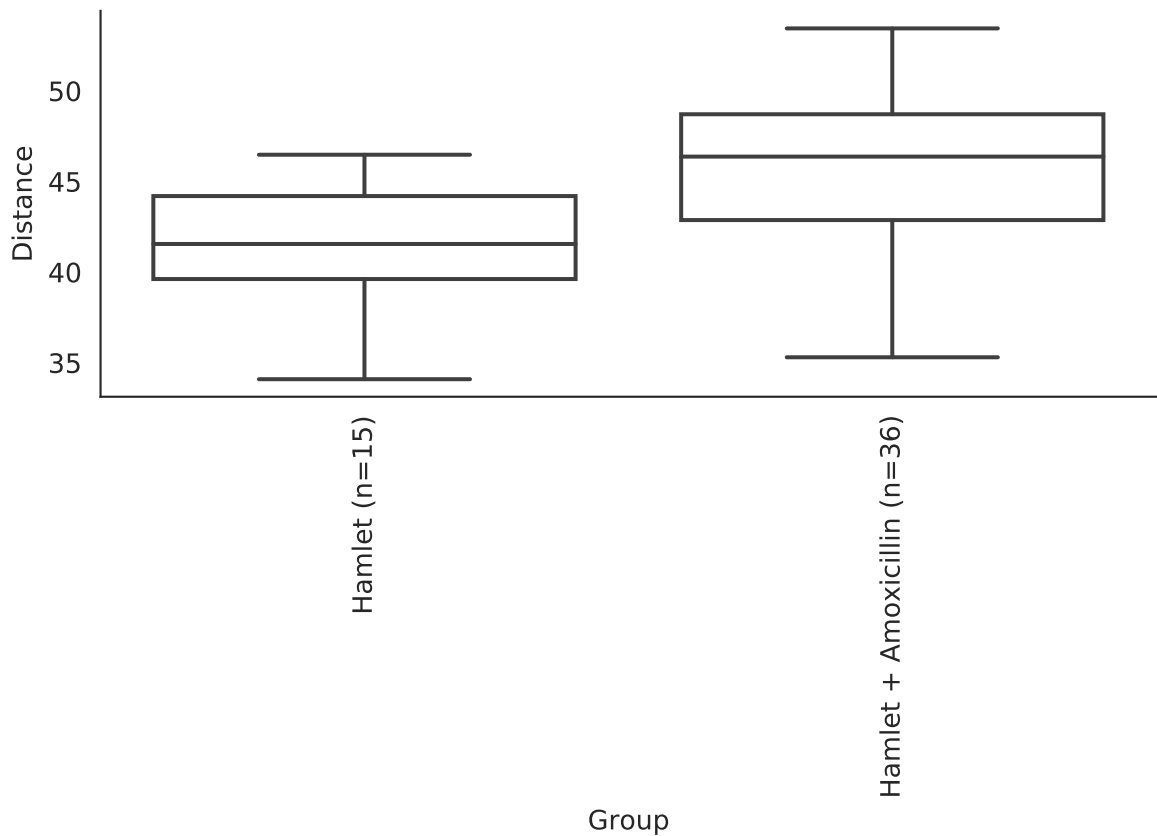 50
45
40
35
Distance
Hamlet (n=15)
Hamlet + Amoxicillin (n=36)
Group